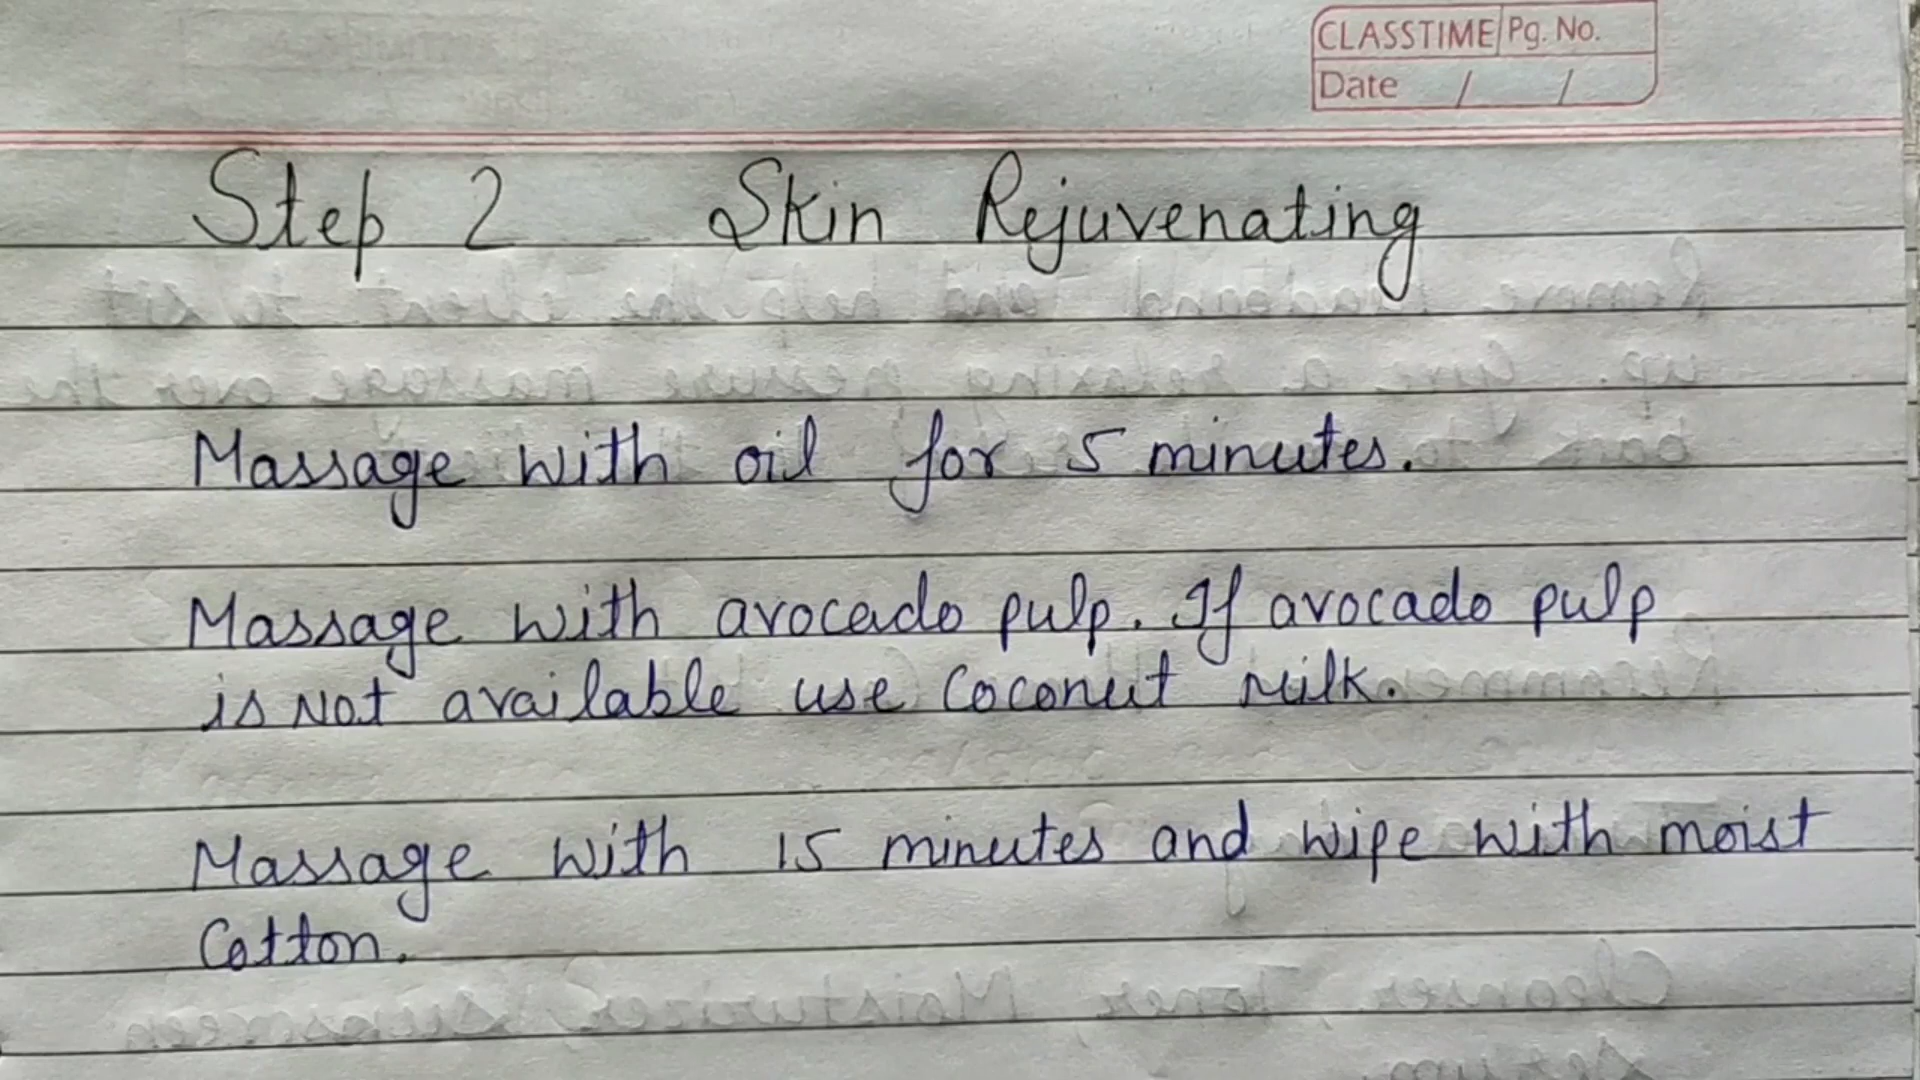 CLASSTIME Pg. No.
Date / /
Step 2 Skin Rejuvenating
Massage with oil for 5 minutes.
Massage with avocado pulp. If avocado pulp
is Not available use Coconut milk.
Massage with 15 minutes and wipe with moist
Cotton.